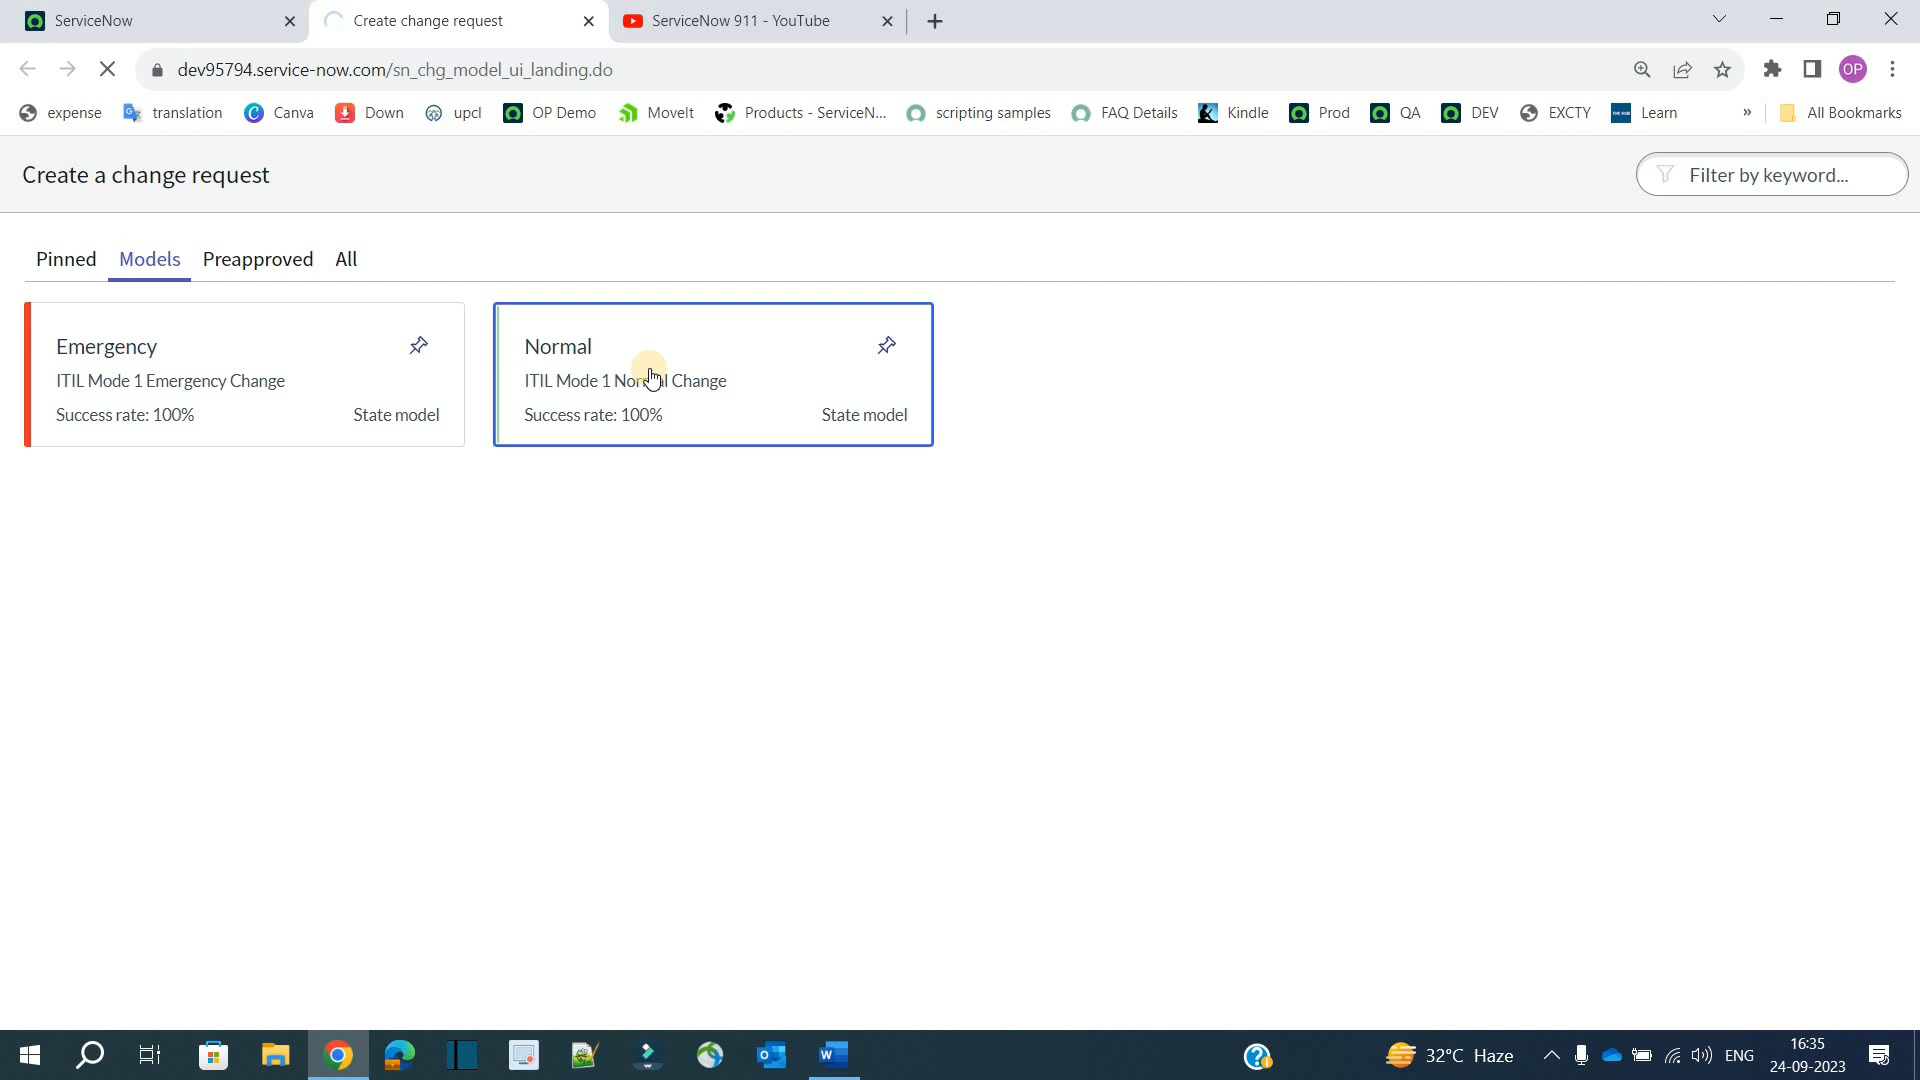 ServiceNow
Create change request
ServiceNow 911 - YouTube
dev95794.service-now.com/sn_chg_model_ui_landing.do
OP
expense
translation
Canva
Down
upcl
OP Demo
MoveIt
Products - ServiceN...
scripting samples
FAQ Details
Kindle
Prod
QA
DEV
EXCTY
Learn
»
All Bookmarks
Create a change request
Filter by keyword...
Pinned Models Preapproved All
Emergency
ITIL Mode 1 Emergency Change
Success rate: 100% State model
Normal
ITIL Mode 1 Change
Success rate: 100% State model
32°C Haze
ENG
16:35
24-09-2023